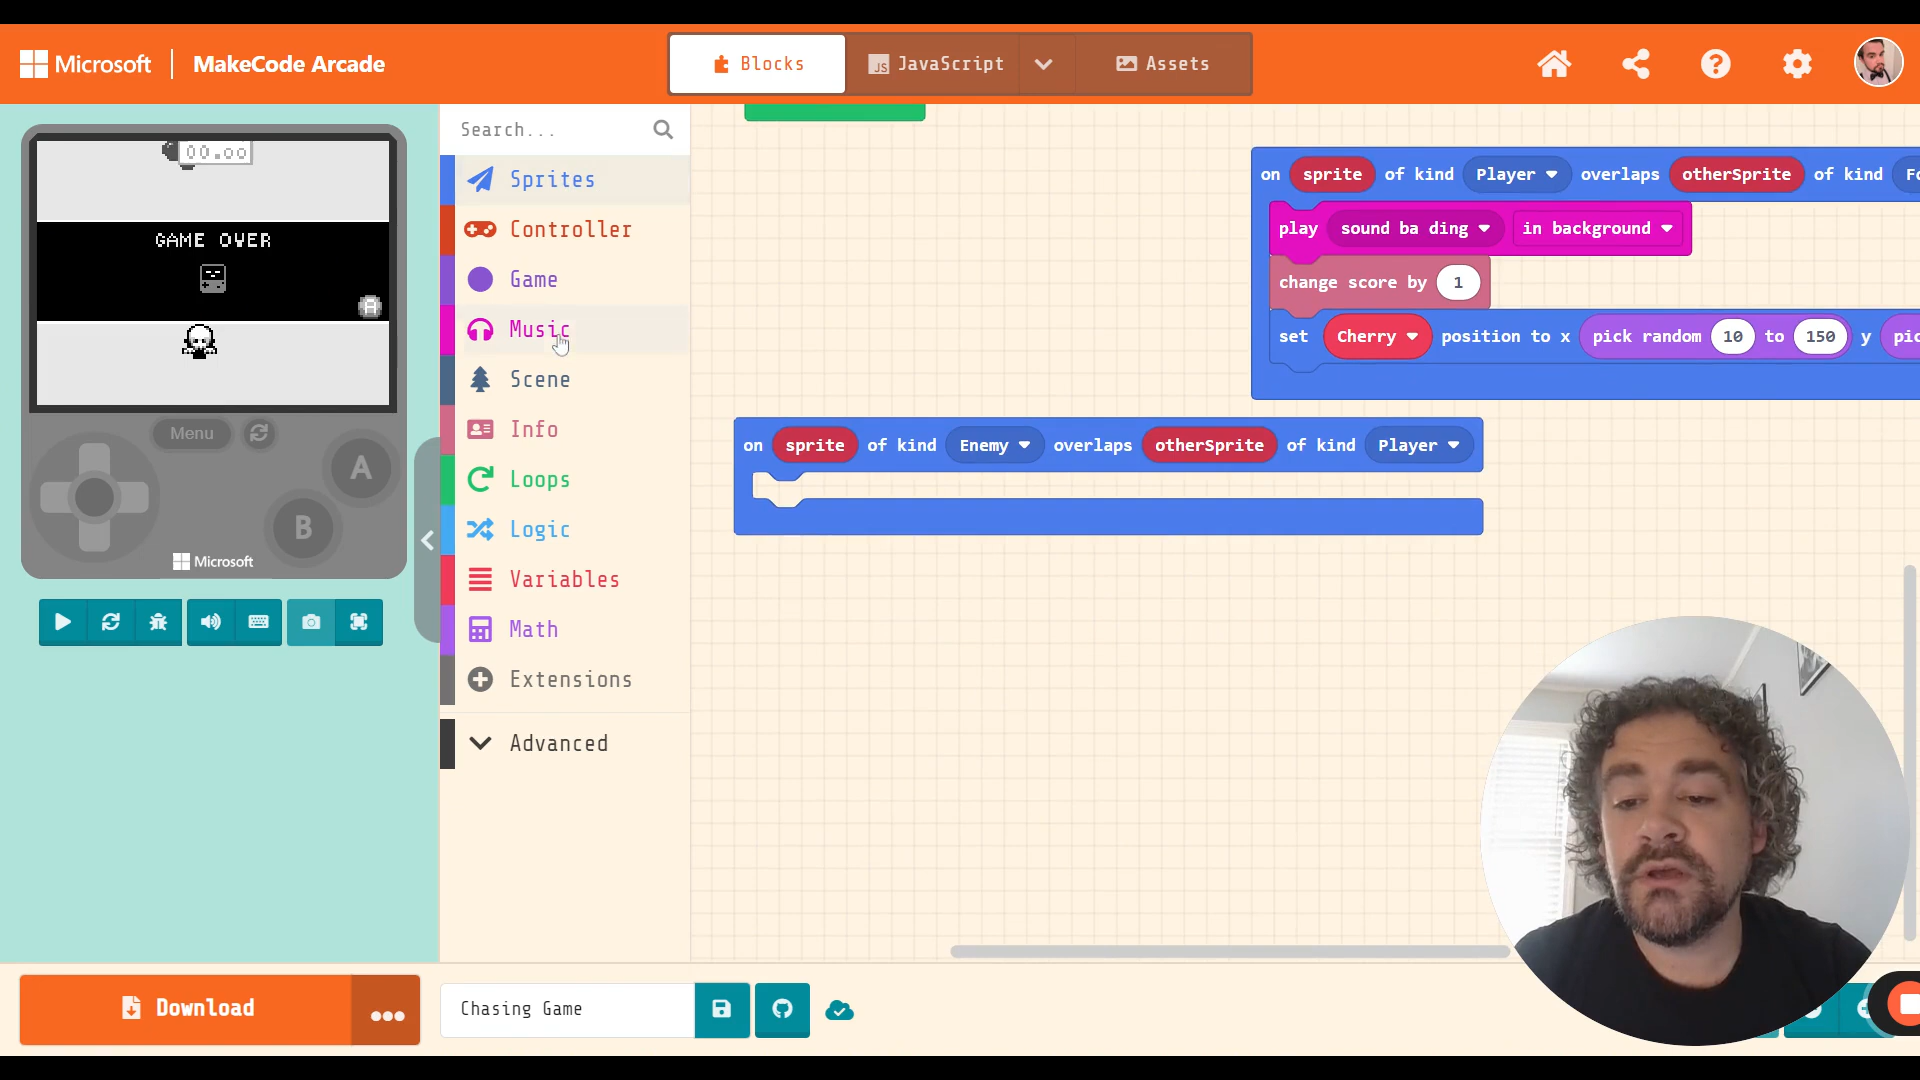 Microsoft
MakeCode Arcade
Blocks
JS JavaScript
Assets
00.00
GAME OVER
A
Menu
A
B
Microsoft
Search...
Sprites
Controller
Game
Music
Scene
Info
Loops
Logic
Variables
Math
Extensions
Advanced
on sprite of kind Player overlaps otherSprite of kind
play sound ba ding in background
change score by 1
set Cherry position to x pick random 10 to 150 y
on sprite of kind Enemy overlaps otherSprite of kind Player
Download
Chasing Game